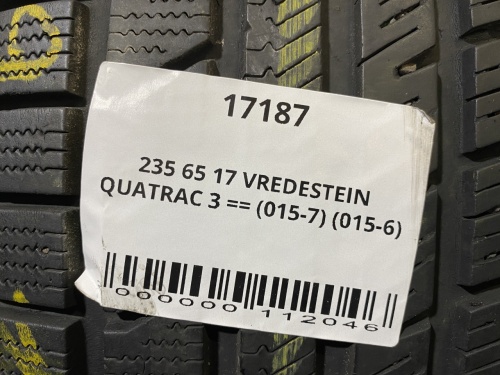 17187
235 65 17 VREDESTEIN
QUATRAC 3 == (015-7) (015-6)
000000 112046